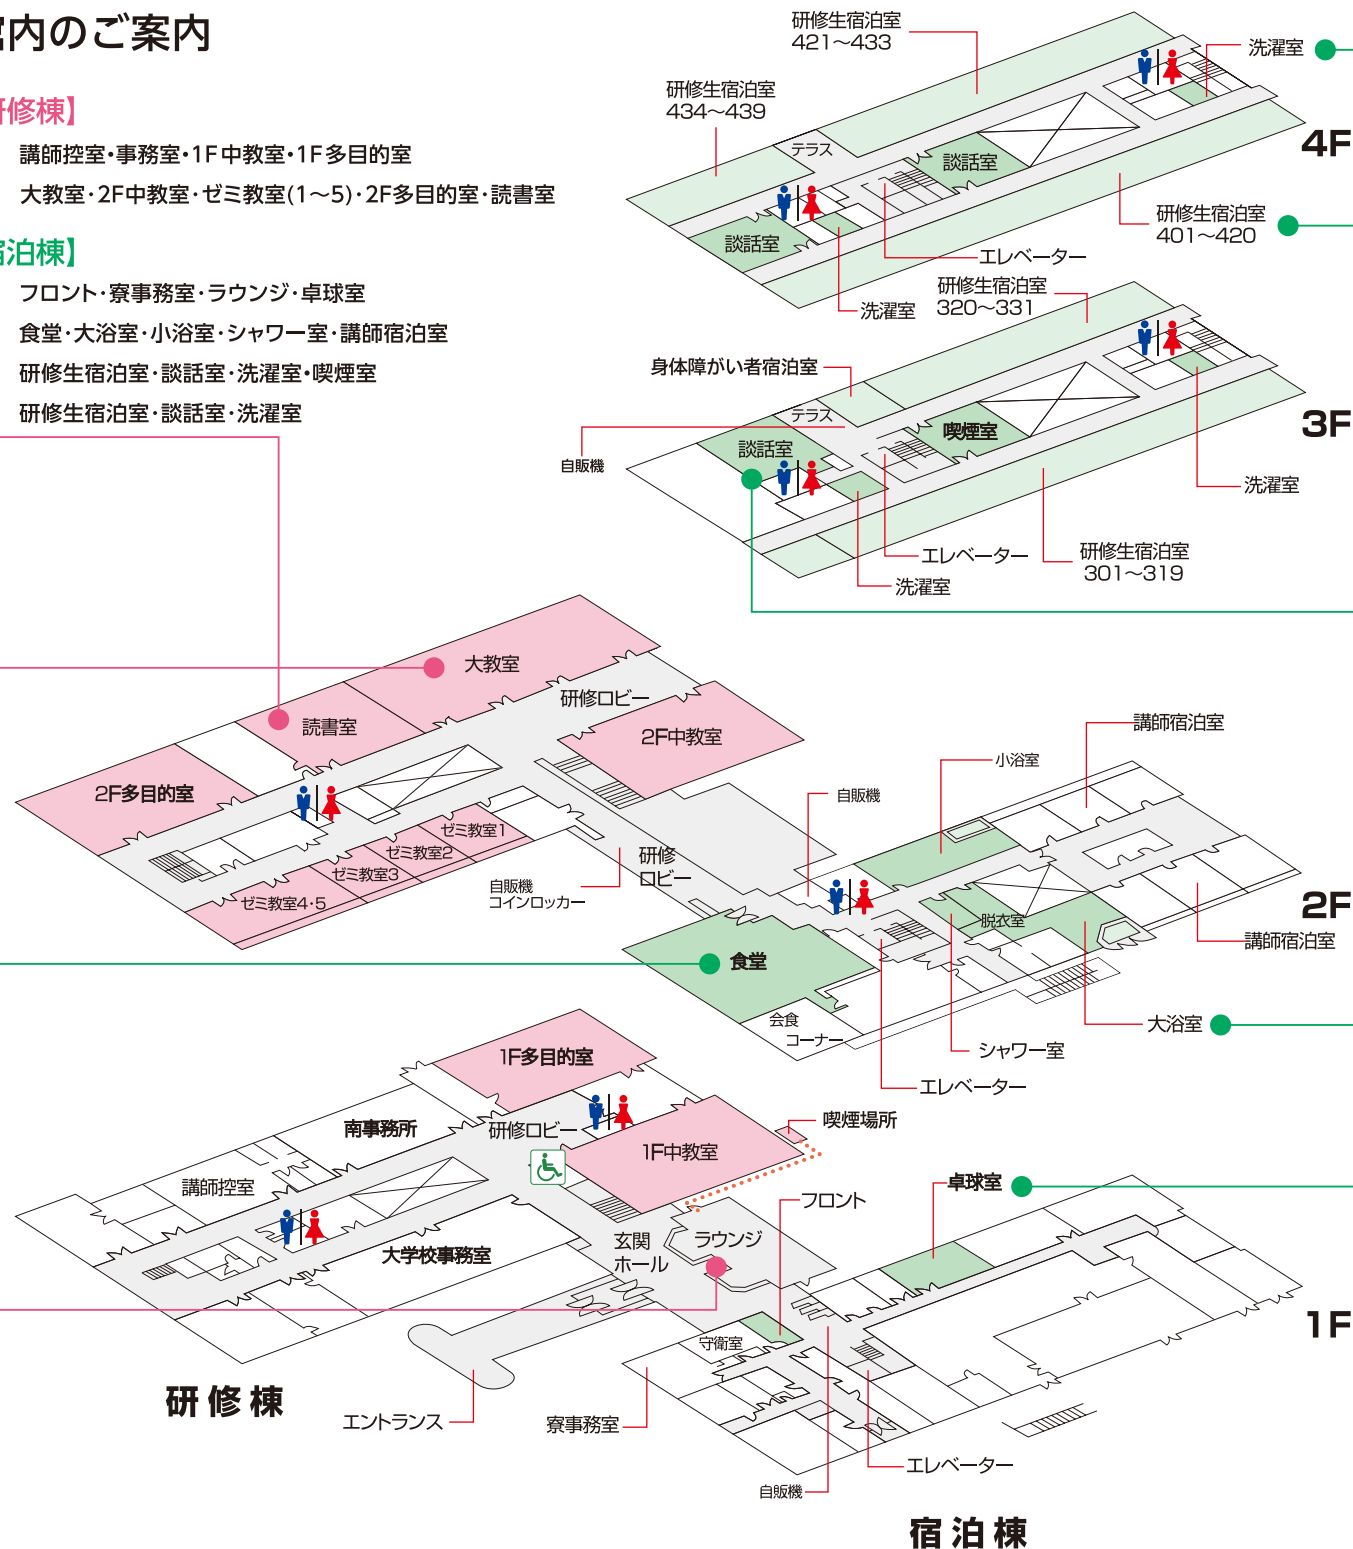 内のご案内
修棟】
講師控室・事務室・1F中教室・1F多目的室
大教室・2F中教室・ゼミ教室(1～5)・2F多目的室・読書室
泊棟】
フロント・寮事務室・ラウンジ・卓球室
食堂・大浴室・小浴室・シャワー室・講師宿泊室
研修生宿泊室・談話室・洗濯室・喫煙室
研修生宿泊室・談話室・洗濯室
研修生宿泊室
421～433
洗濯室
研修生宿泊室
434～439
テラス
談話室
4F
研修生宿泊室
401～420
談話室
エレベーター
洗濯室
研修生宿泊室
320～331
身体障がい者宿泊室
テラス
喫煙室
3F
談話室
自販機
洗濯室
エレベーター
研修生宿泊室
301～319
洗濯室
大教室
研修ロビー
読書室
2F中教室
2F多目的室
講師宿泊室
小浴室
自販機
ゼミ教室1
ゼミ教室2
ゼミ教室3
ゼミ教室4・5
研修
ロビー
自販機
コインロッカー
2F
脱衣室
講師宿泊室
食堂
会食
コーナー
大浴室
シャワー室
エレベーター
1F多目的室
南事務所
研修ロビー
喫煙場所
1F中教室
講師控室
卓球室
フロント
大学校事務室
玄関
ホール
ラウンジ
1F
守衛室
研修棟
エントランス
寮事務室
エレベーター
自販機
宿泊棟